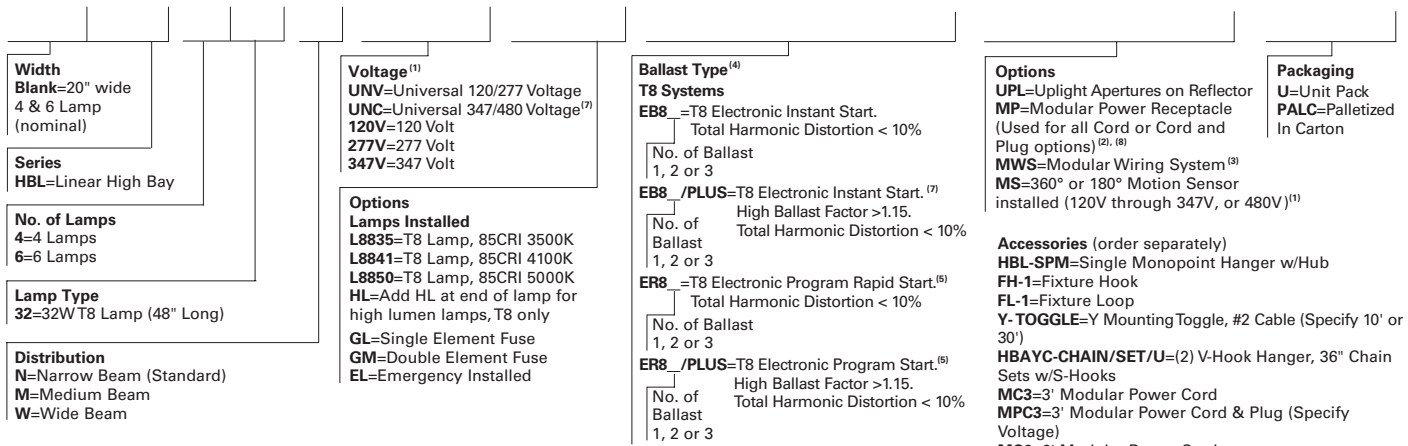 Width
Blank=20" wide
4 & 6 Lamp
(nominal)
Series
HBL=Linear High Bay
No. of Lamps
4=4 Lamps
6=6 Lamps
Lamp Type
32=32W T8 Lamp (48" Long)
Distribution
N=Narrow Beam (Standard)
M=Medium Beam
W=Wide Beam
Voltage (1)
UNV=Universal 120/277 Voltage
UNC=Universal 347/480 Voltage (7)
120V=120 Volt
277V=277 Volt
347V=347 Volt
Options
Lamps Installed
L8835=T8 Lamp, 85CRI 3500K
L8841=T8 Lamp, 85CRI 4100K
L8850=T8 Lamp, 85CRI 5000K
HL=Add HL at end of lamp for
high lumen lamps, T8 only
GL=Single Element Fuse
GM=Double Element Fuse
EL=Emergency Installed
Ballast Type (4)
T8 Systems
EB8__=T8 Electronic Instant Start.
Total Harmonic Distortion < 10%
No. of Ballast
1, 2 or 3
EB8__/PLUS=T8 Electronic Instant Start. (7)
High Ballast Factor >1.15.
Total Harmonic Distortion < 10%
No. of
Ballast
1, 2 or 3
ER8__=T8 Electronic Program Rapid Start. (5)
Total Harmonic Distortion < 10%
No. of Ballast
1, 2 or 3
ER8__/PLUS=T8 Electronic Program Start. (5)
High Ballast Factor >1.15.
Total Harmonic Distortion < 10%
No. of
Ballast
1, 2 or 3
Options
UPL=Uplight Apertures on Reflector
MP=Modular Power Receptacle
(Used for all Cord or Cord and
Plug options) (2), (8)
MWS=Modular Wiring System (3)
MS=360° or 180° Motion Sensor
installed (120V through 347V, or 480V) (1)
Accessories (order separately)
HBL-SPM=Single Monopoint Hanger w/Hub
FH-1=Fixture Hook
FL-1=Fixture Loop
Y-TOGGLE=Y Mounting Toggle, #2 Cable (Specify 10' or
30')
HBAYC-CHAIN/SET/U=(2) V-Hook Hanger, 36" Chain
Sets w/S-Hooks
MC3=3' Modular Power Cord
MPC3=3' Modular Power Cord & Plug (Specify
Voltage)
Packaging
U=Unit Pack
PALC=Palletized
In Carton